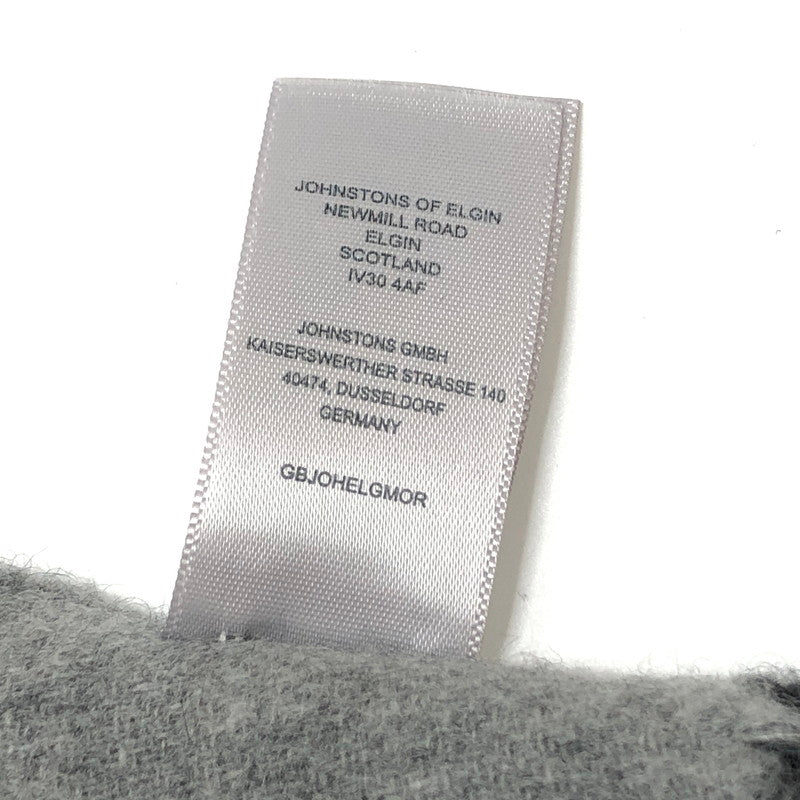 JOHNSTONS OF ELGIN
NEWMILL ROAD
ELGIN
SCOTLAND
IV30 4AF
JOHNSTONS GMBH
KAISERSWERTHER STRASSE 140
40474, DUSSELDORF
GERMANY
GBJOHELGMOR